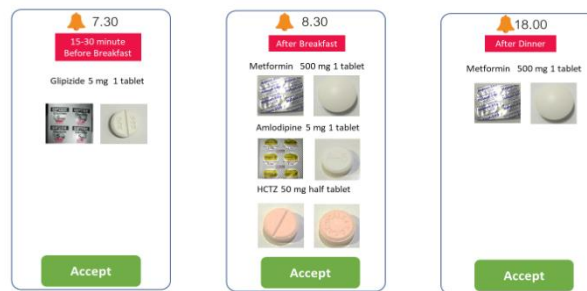 7.30
15-30 minute
Before Breakfast
Glipizide 5 mg 1 tablet
Accept
8.30
After Breakfast
Metformin 500 mg 1 tablet
Amlodipine 5 mg 1 tablet
HCTZ 50 mg half tablet
Accept
18.00
After Dinner
Metformin 500 mg 1 tablet
Accept